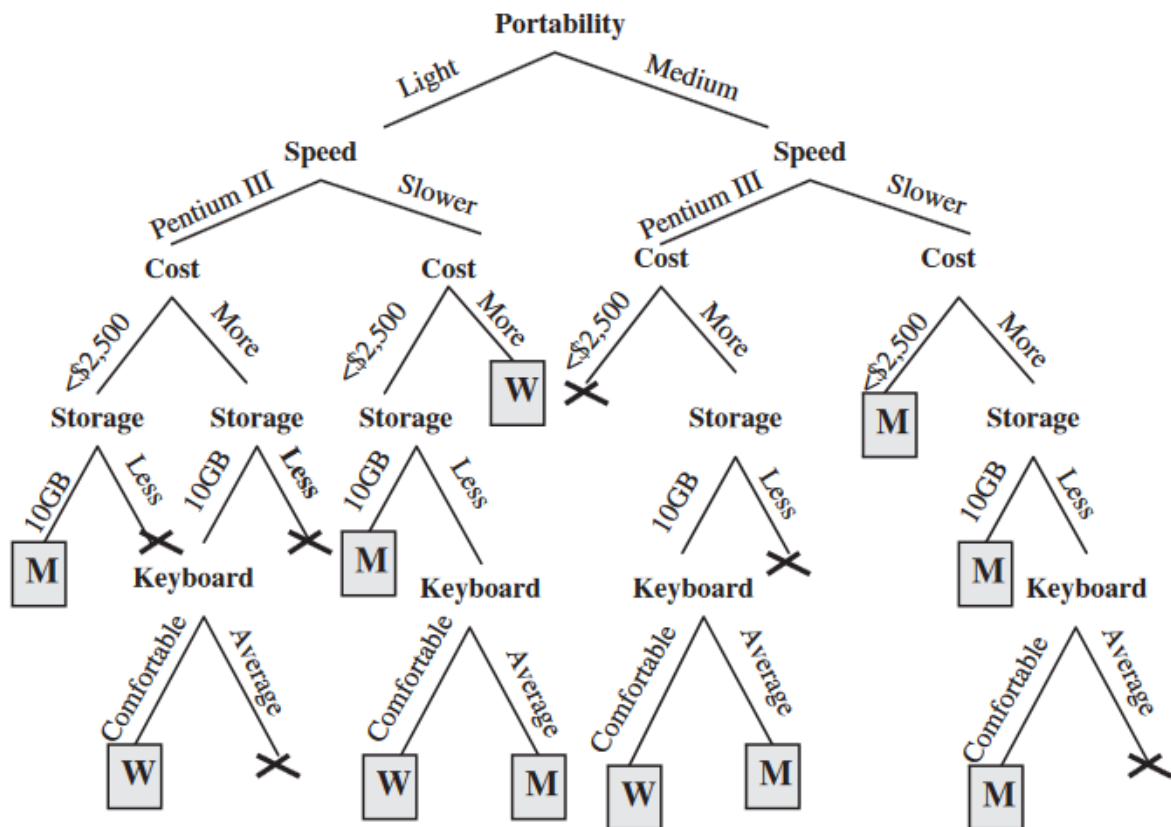 Portability
Light Medium
Speed Speed
Pentium III Slower Pentium III Slower
Cost Cost Cost Cost
<$2,500 More <$2,500 More <$2,500 More <$2,500 More
W M
Storage Storage Storage Storage Storage
10GB Less 10GB Less 10GB Less 10GB Less 10GB Less
M M M
Keyboard Keyboard Keyboard Keyboard
Comfortable Average Comfortable Average Comfortable Average Comfortable Average
W W M W M M